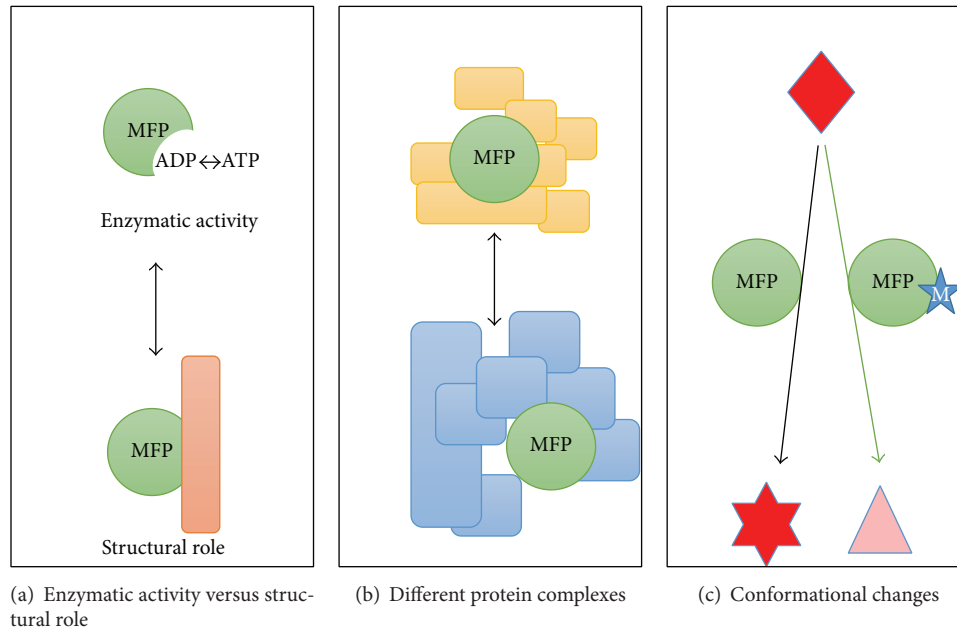 MFP
ADP↔ATP
Enzymatic activity
MFP
Structural role
(a) Enzymatic activity versus struc-
tural role
MFP
MFP
(b) Different protein complexes
MFP
MFP
M
(c) Conformational changes